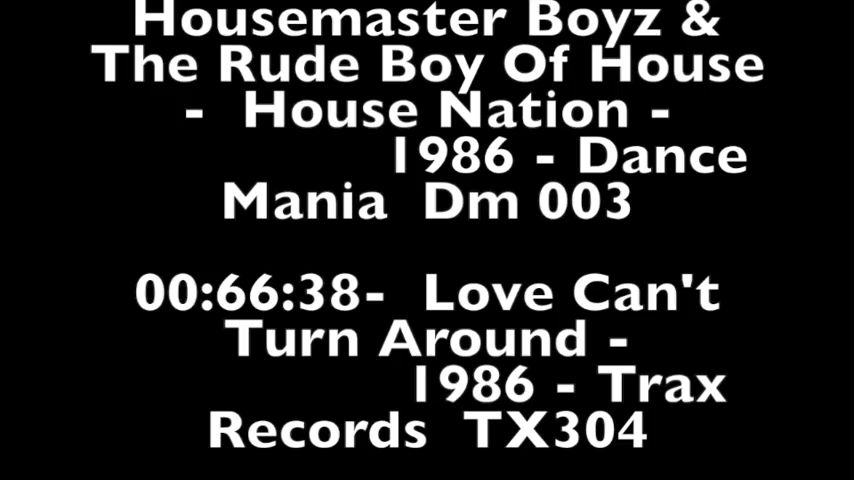 Housemaster Boyz &
The Rude Boy Of House
- House Nation -
1986 - Dance
Mania Dm 003
00:66:38- Love Can't
Turn Around -
1986 - Trax
Records TX304